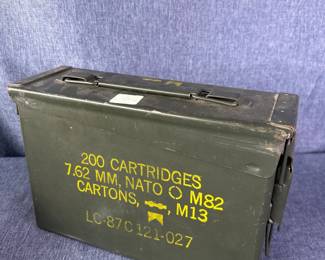 200 CARTRIDGES
7.62 MM, NATO M82
CARTONS, M13
LC-87C 121-027